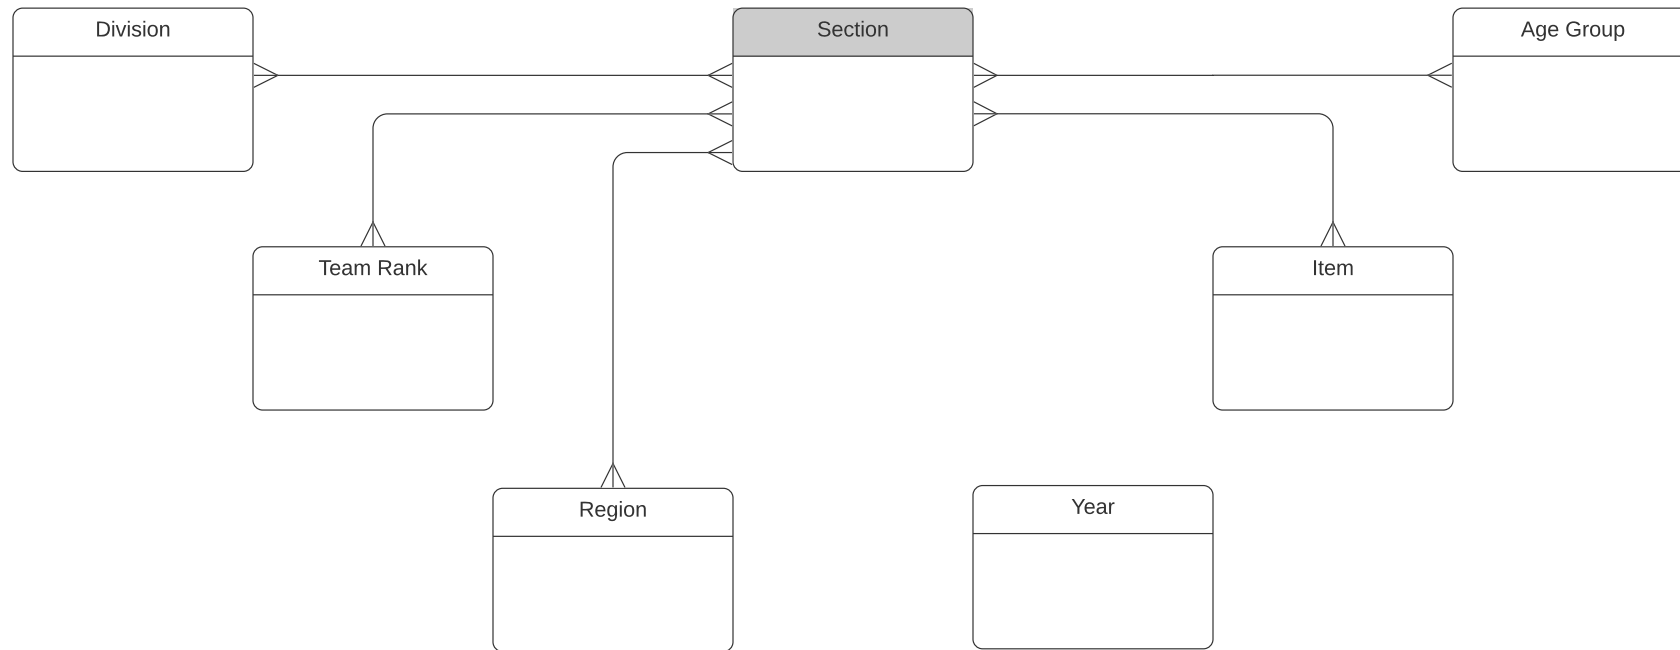 Division
Section
Age Group
Team Rank
Item
Region
Year